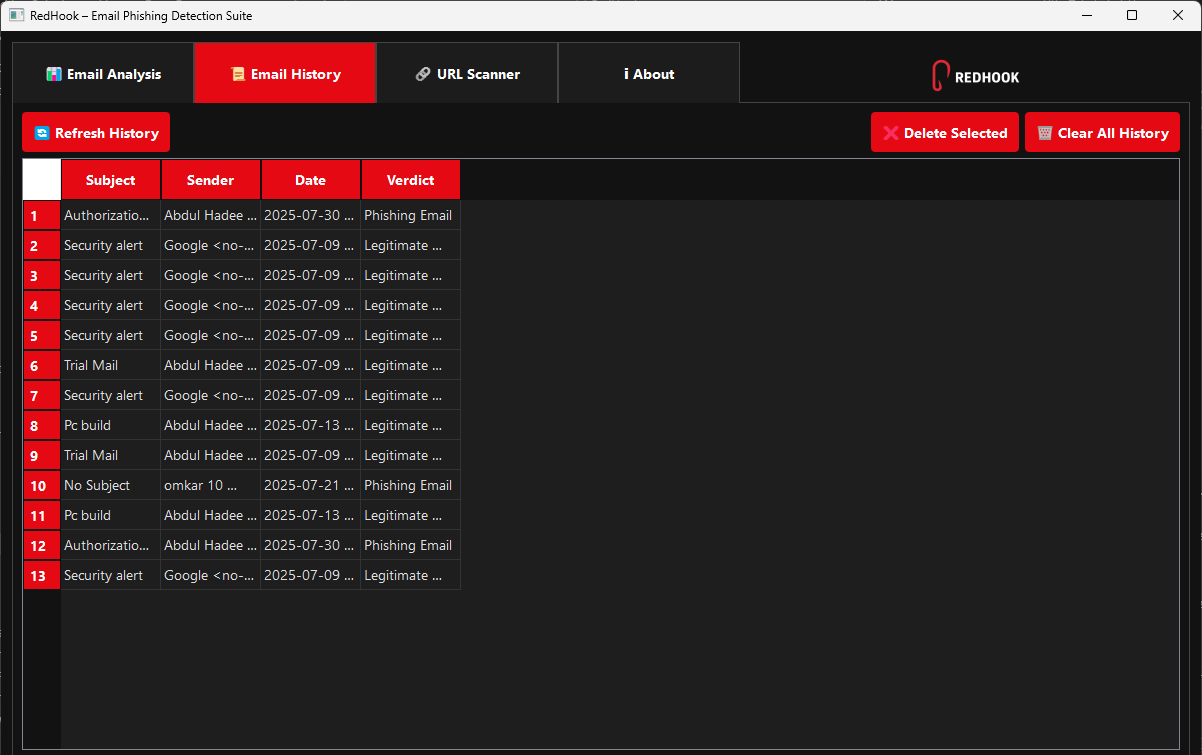 RedHook – Email Phishing Detection Suite
Email Analysis Email History URL Scanner i About REDHOOK
Refresh History Delete Selected Clear All History
Subject Sender Date Verdict
1 Authorizatio... Abdul Hadee ... 2025-07-30 ... Phishing Email
2 Security alert Google <no-... 2025-07-09 ... Legitimate ...
3 Security alert Google <no-... 2025-07-09 ... Legitimate ...
4 Security alert Google <no-... 2025-07-09 ... Legitimate ...
5 Security alert Google <no-... 2025-07-09 ... Legitimate ...
6 Trial Mail Abdul Hadee ... 2025-07-09 ... Legitimate ...
7 Security alert Google <no-... 2025-07-09 ... Legitimate ...
8 Pc build Abdul Hadee ... 2025-07-13 ... Legitimate ...
9 Trial Mail Abdul Hadee ... 2025-07-09 ... Legitimate ...
10 No Subject omkar 10 ... 2025-07-21 ... Phishing Email
11 Pc build Abdul Hadee ... 2025-07-13 ... Legitimate ...
12 Authorizatio... Abdul Hadee ... 2025-07-30 ... Phishing Email
13 Security alert Google <no-... 2025-07-09 ... Legitimate ...